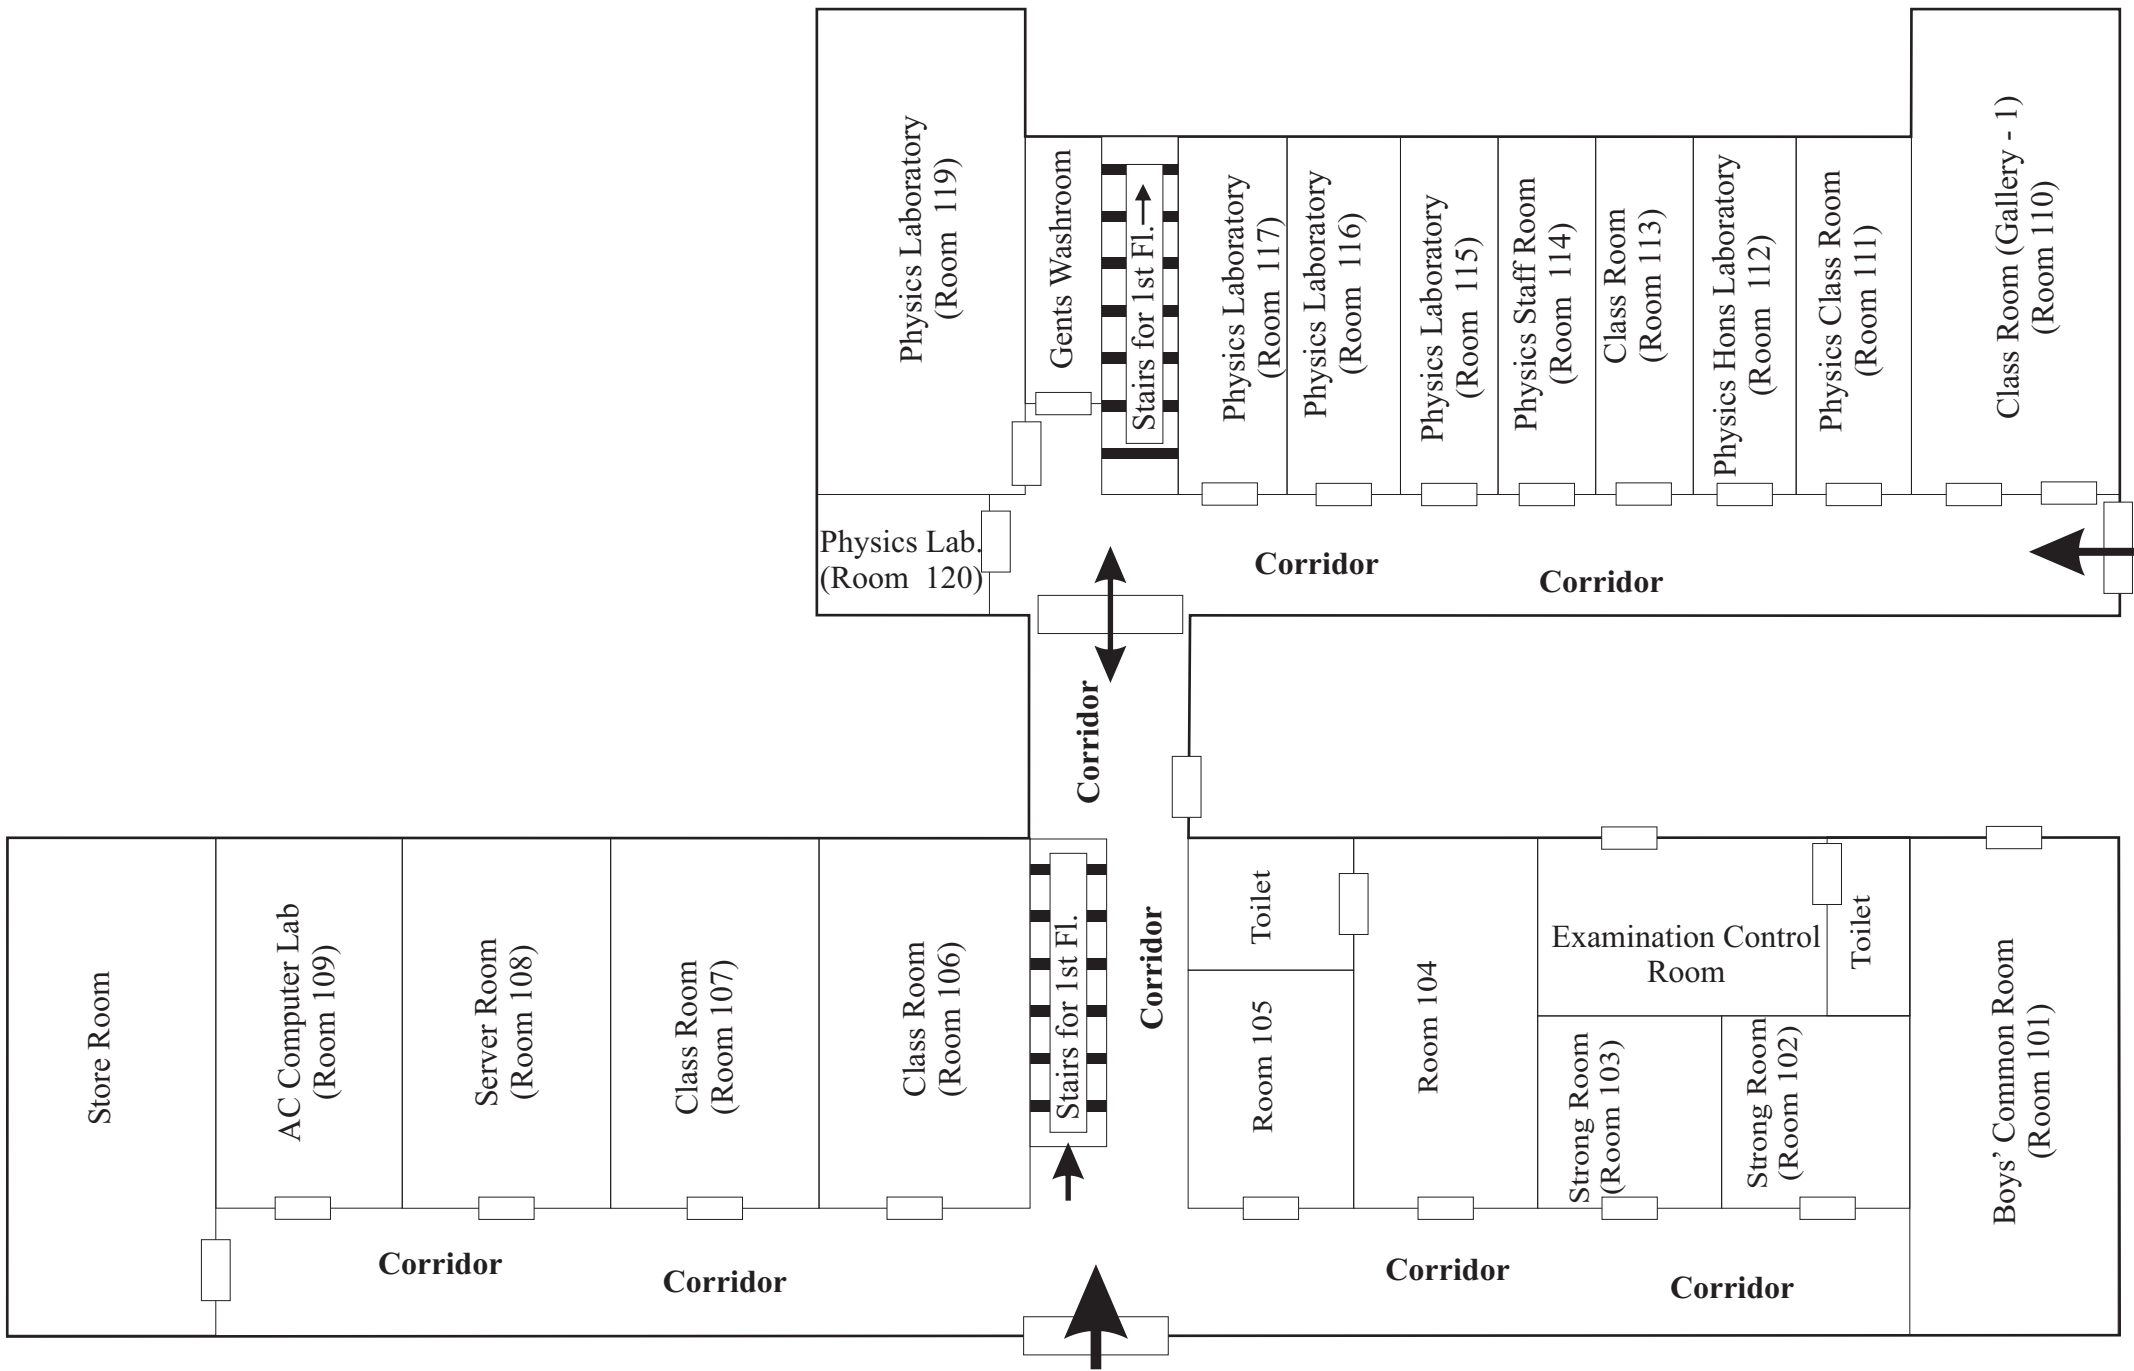 Physics Laboratory
(Room 119)
Gents Washroom
Stairs for 1st Fl.
Physics Laboratory
(Room 117)
Physics Laboratory
(Room 116)
Physics Laboratory
(Room 115)
Physics Staff Room
(Room 114)
Class Room
(Room 113)
Physics Hons Laboratory
(Room 112)
Physics Class Room
(Room 111)
Class Room (Gallery - 1)
(Room 110)
Physics Lab.
(Room 120)
Corridor
Corridor
Corridor
Store Room
AC Computer Lab
(Room 109)
Server Room
(Room 108)
Class Room
(Room 107)
Class Room
(Room 106)
Stairs for 1st Fl.
Corridor
Toilet
Room 105
Room 104
Examination Control
Room
Toilet
Strong Room
(Room 103)
Strong Room
(Room 102)
Boys’ Common Room
(Room 101)
Corridor
Corridor
Corridor
Corridor